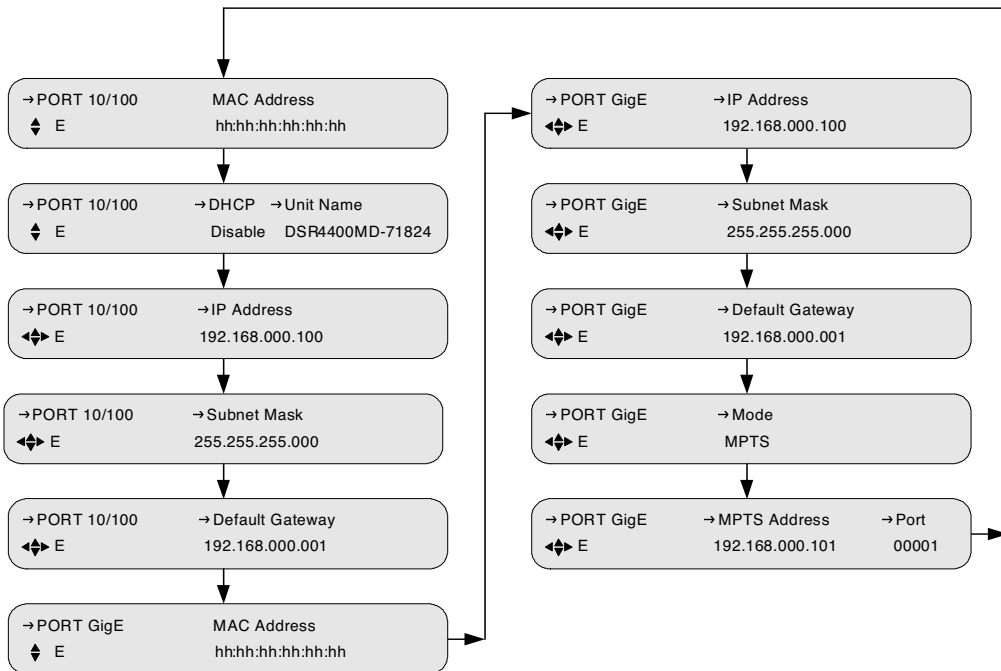 →PORT 10/100 MAC Address
E hh:hh:hh:hh:hh:hh
→PORT 10/100 →DHCP →Unit Name
E Disable DSR4400MD-71824
→PORT 10/100 →IP Address
E 192.168.000.100
→PORT 10/100 →Subnet Mask
E 255.255.255.000
→PORT 10/100 →Default Gateway
E 192.168.000.001
→PORT GigE MAC Address
E hh:hh:hh:hh:hh:hh
→PORT GigE →IP Address
E 192.168.000.100
→PORT GigE →Subnet Mask
E 255.255.255.000
→PORT GigE →Default Gateway
E 192.168.000.001
→PORT GigE →Mode
E MPTS
→PORT GigE →MPTS Address →Port
E 192.168.000.101 00001